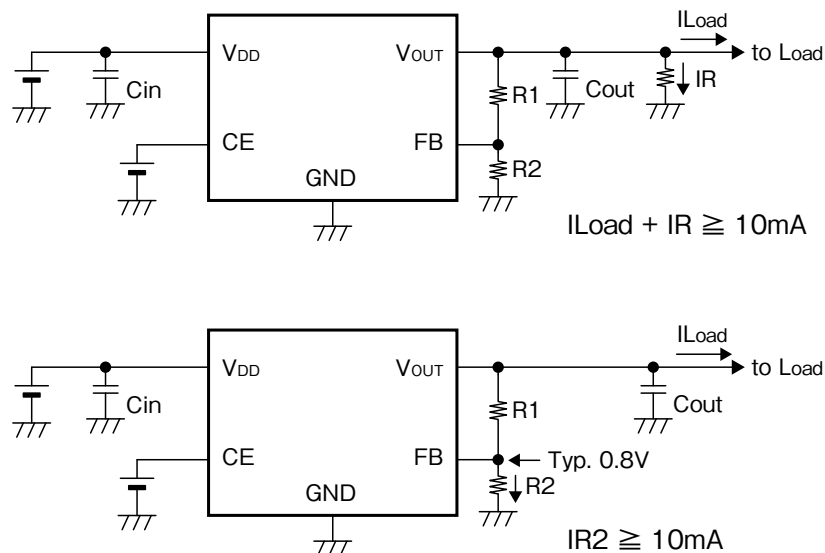 ILoad
VDD
VOUT
to Load
Cin
R1
Cout
IR
CE
FB
R2
GND
ILoad + IR ≧ 10mA
ILoad
VDD
VOUT
to Load
Cin
R1
Cout
CE
FB
Typ. 0.8V
R2
GND
IR2 ≧ 10mA